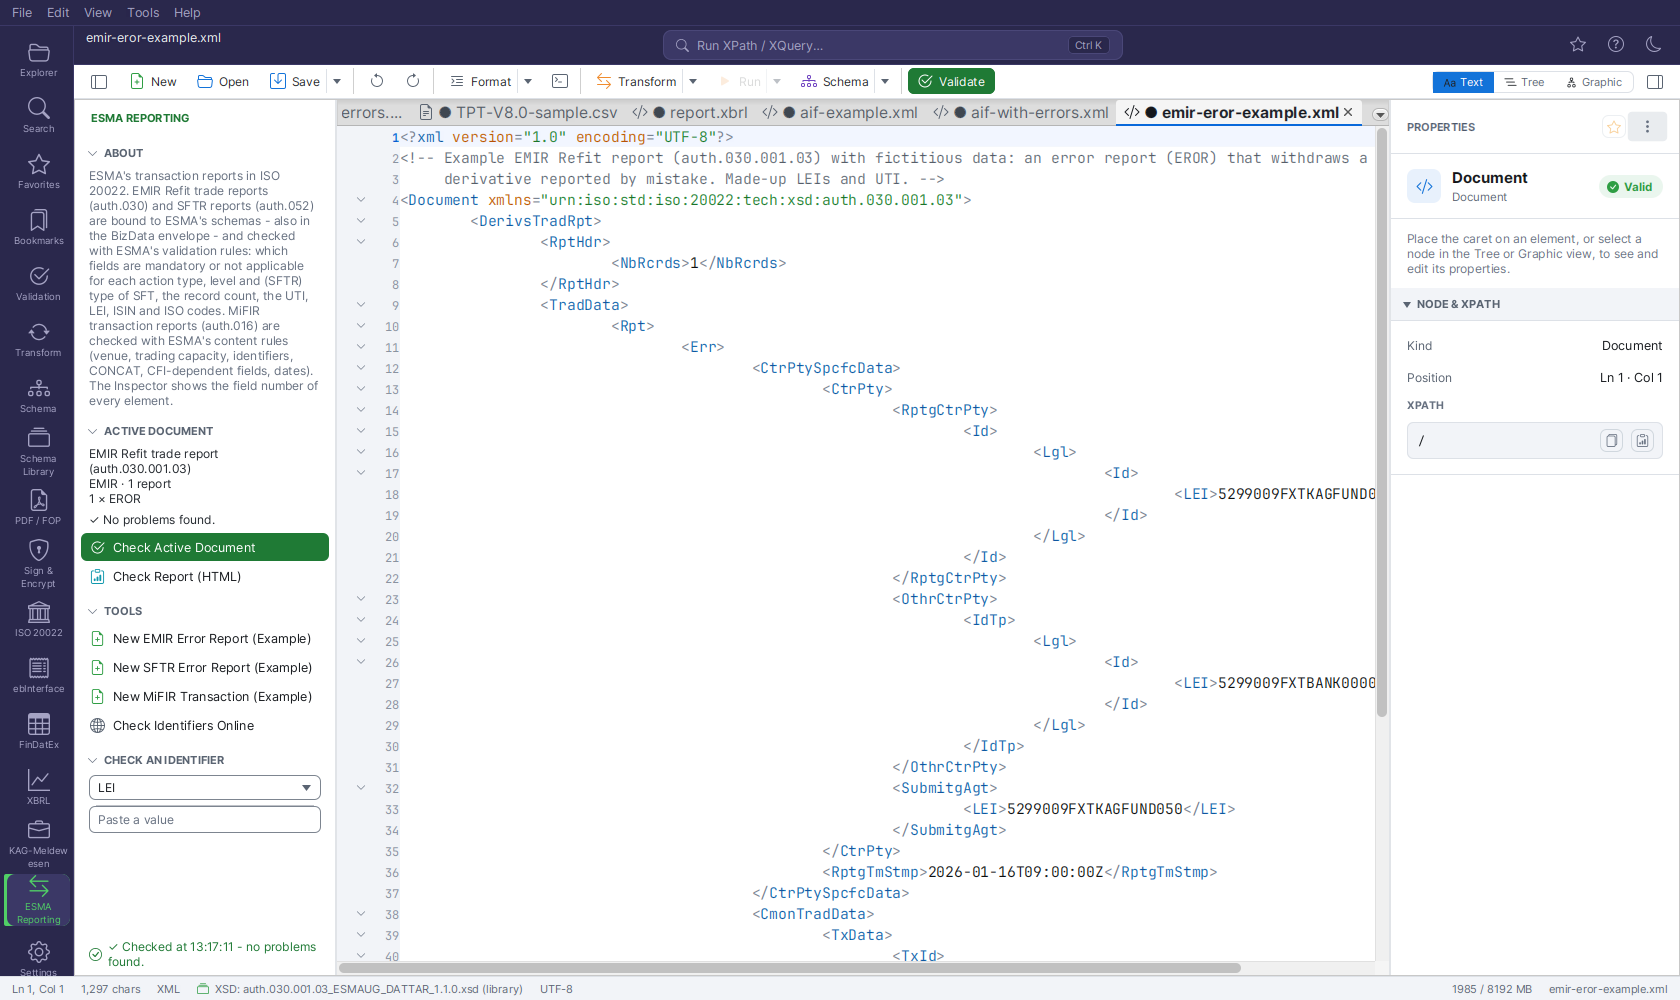 File Edit View Tools Help
emir-eror-example.xml
Run XPath / XQuery... Ctrl K
New Open Save Format Transform Run Schema Validate Aa Text Tree Graphic
Explorer
Search
Favorites
Bookmarks
Validation
Transform
Schema
Schema
Library
PDF / FOP
Sign &
Encrypt
ISO 20022
ebInterface
FinDatEx
XBRL
KAG-Meldew
esen
ESMA
Reporting
Settings
ESMA REPORTING
ABOUT
ESMA's transaction reports in ISO
20022. EMIR Refit trade reports
(auth.030) and SFTR reports (auth.052)
are bound to ESMA's schemas - also in
the BizData envelope - and checked
with ESMA's validation rules: which
fields are mandatory or not applicable
for each action type, level and (SFTR)
type of SFT, the record count, the UTI,
LEI, ISIN and ISO codes. MiFIR
transaction reports (auth.016) are
checked with ESMA's content rules
(venue, trading capacity, identifiers,
CONCAT, CFI-dependent fields, dates).
The Inspector shows the field number of
every element.
ACTIVE DOCUMENT
EMIR Refit trade report
(auth.030.001.03)
EMIR · 1 report
1 × EROR
✓ No problems found.
Check Active Document
Check Report (HTML)
TOOLS
New EMIR Error Report (Example)
New SFTR Error Report (Example)
New MiFIR Transaction (Example)
Check Identifiers Online
CHECK AN IDENTIFIER
LEI
Paste a value
✓ Checked at 13:17:11 - no problems
found.
errors.... TPT-V8.0-sample.csv report.xbrl aif-example.xml aif-with-errors.xml emir-eror-example.xml
1 <?xml version="1.0" encoding="UTF-8"?>
2 <!-- Example EMIR Refit report (auth.030.001.03) with fictitious data: an error report (EROR) that withdraws a
3 derivative reported by mistake. Made-up LEIs and UTI. -->
4 <Document xmlns="urn:iso:std:iso:20022:tech:xsd:auth.030.001.03">
5 <DerivsTradRpt>
6 <RptHdr>
7 <NbRcrds>1</NbRcrds>
8 </RptHdr>
9 <TradData>
10 <Rpt>
11 <Err>
12 <CtrPtySpcfcData>
13 <CtrPty>
14 <RptgCtrPty>
15 <Id>
16 <Lgl>
17 <Id>
18 <LEI>5299009FXTKAGFUND0
19 </Id>
20 </Lgl>
21 </Id>
22 </RptgCtrPty>
23 <OthrCtrPty>
24 <IdTp>
25 <Lgl>
26 <Id>
27 <LEI>5299009FXTBANK0000
28 </Id>
29 </Lgl>
30 </IdTp>
31 </OthrCtrPty>
32 <SubmitgAgt>
33 <LEI>5299009FXTKAGFUND050</LEI>
34 </SubmitgAgt>
35 </CtrPty>
36 <RptgTmStmp>2026-01-16T09:00:00Z</RptgTmStmp>
37 </CtrPtySpcfcData>
38 <CmonTradData>
39 <TxData>
40 <TxId>
PROPERTIES
Document
Document
Valid
Place the caret on an element, or select a
node in the Tree or Graphic view, to see and
edit its properties.
NODE & XPATH
Kind Document
Position Ln 1 · Col 1
XPATH
/
Ln 1, Col 1 1,297 chars XML XSD: auth.030.001.03_ESMAUG_DATTAR_1.1.0.xsd (library) UTF-8 1985 / 8192 MB emir-eror-example.xml